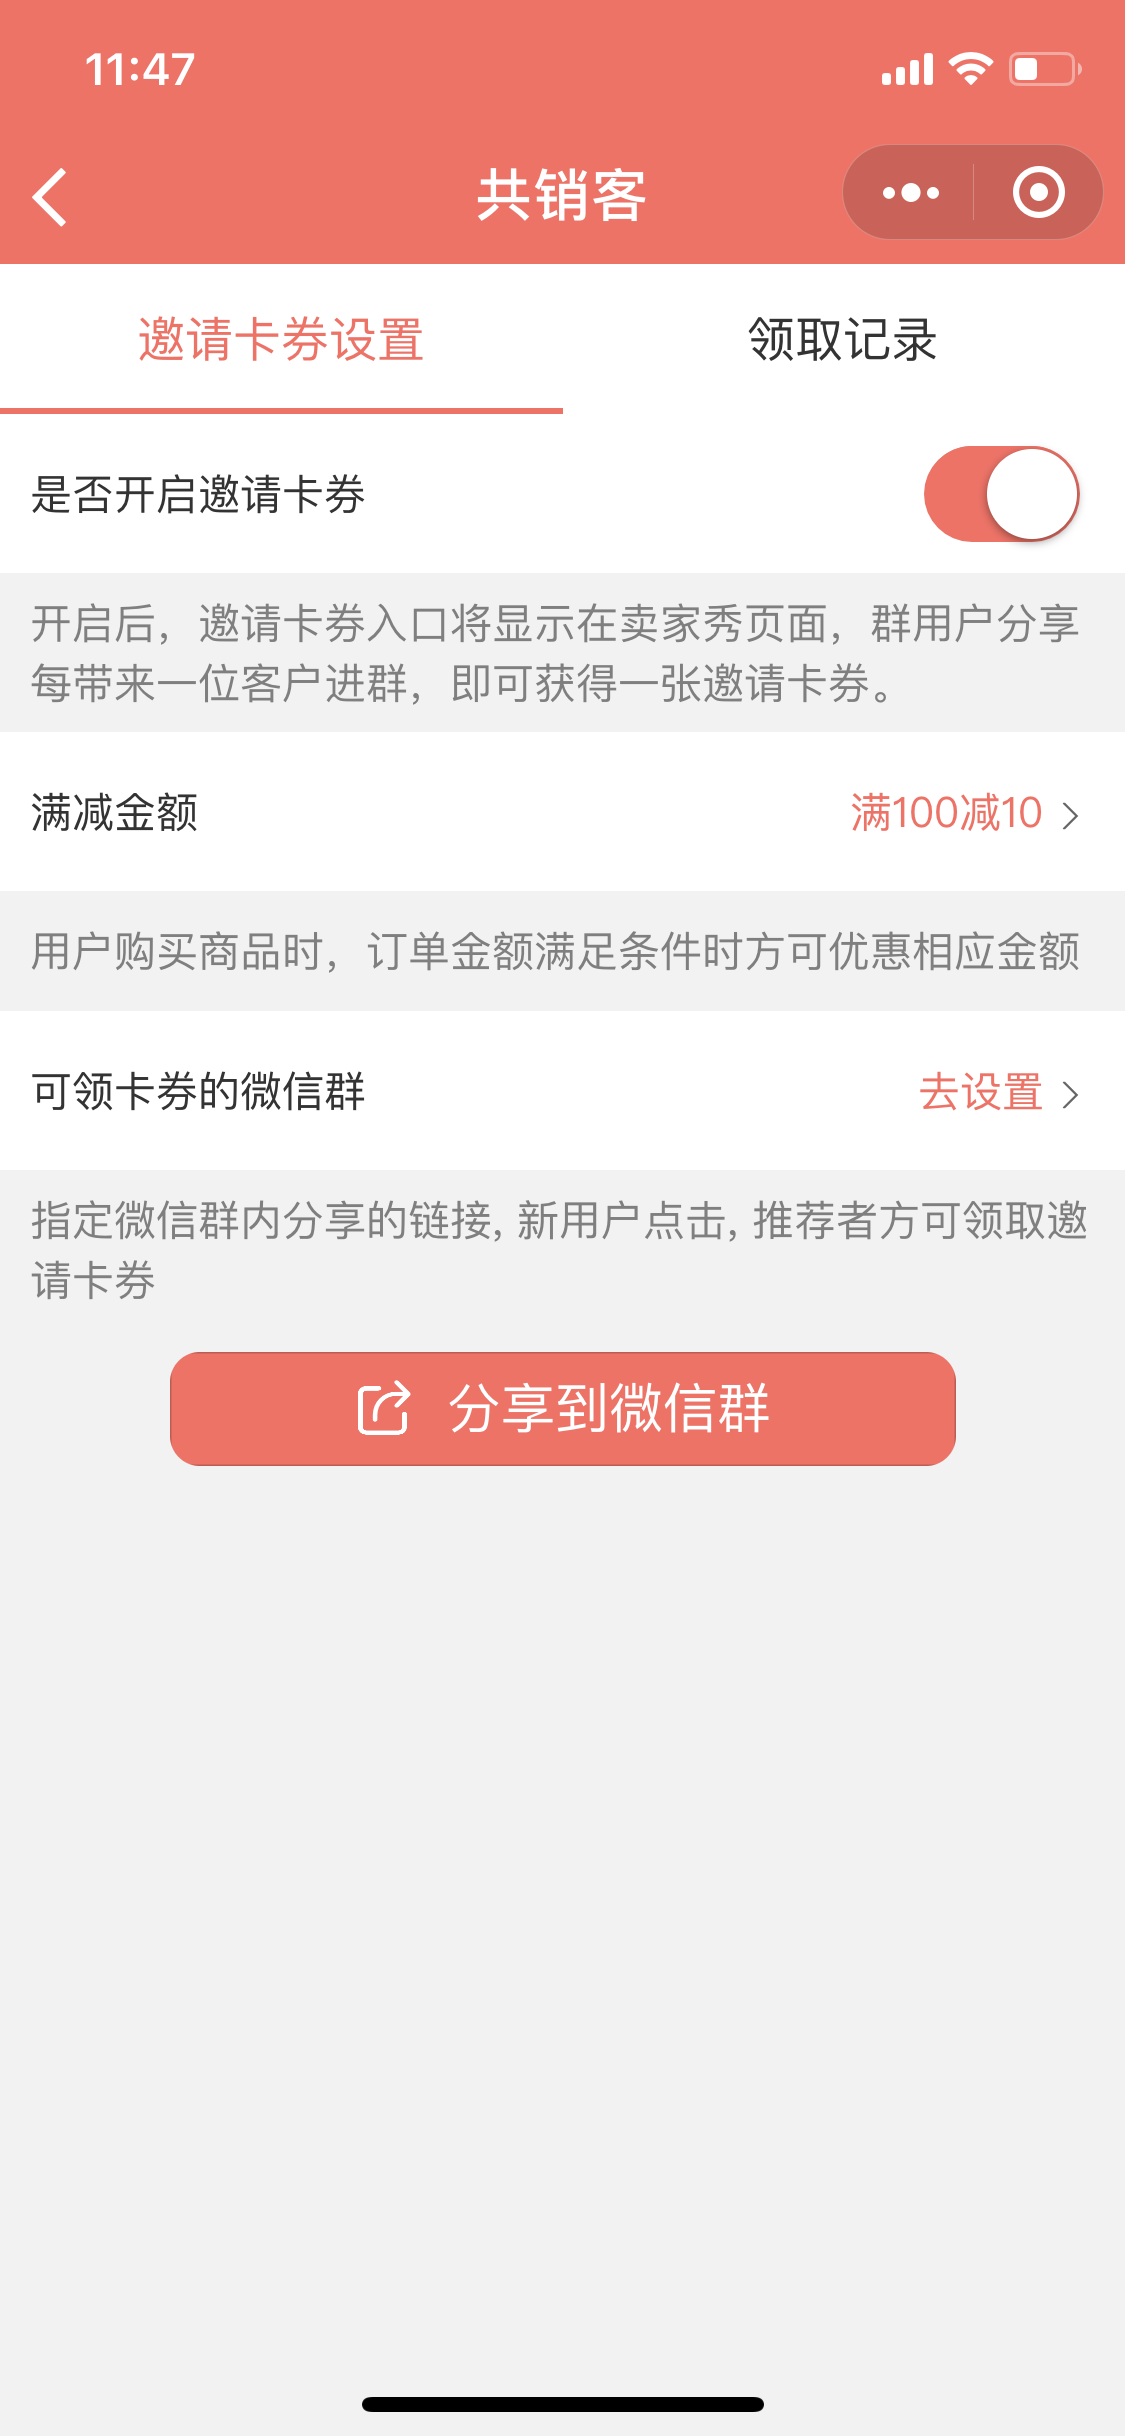 11:47
共销客
邀请卡券设置
领取记录
是否开启邀请卡券
开启后，邀请卡券入口将显示在卖家秀页面，群用户分享
每带来一位客户进群，即可获得一张邀请卡券。
满减金额
满100减10
用户购买商品时，订单金额满足条件时方可优惠相应金额
可领卡券的微信群
去设置
指定微信群内分享的链接, 新用户点击, 推荐者方可领取邀
请卡券
分享到微信群